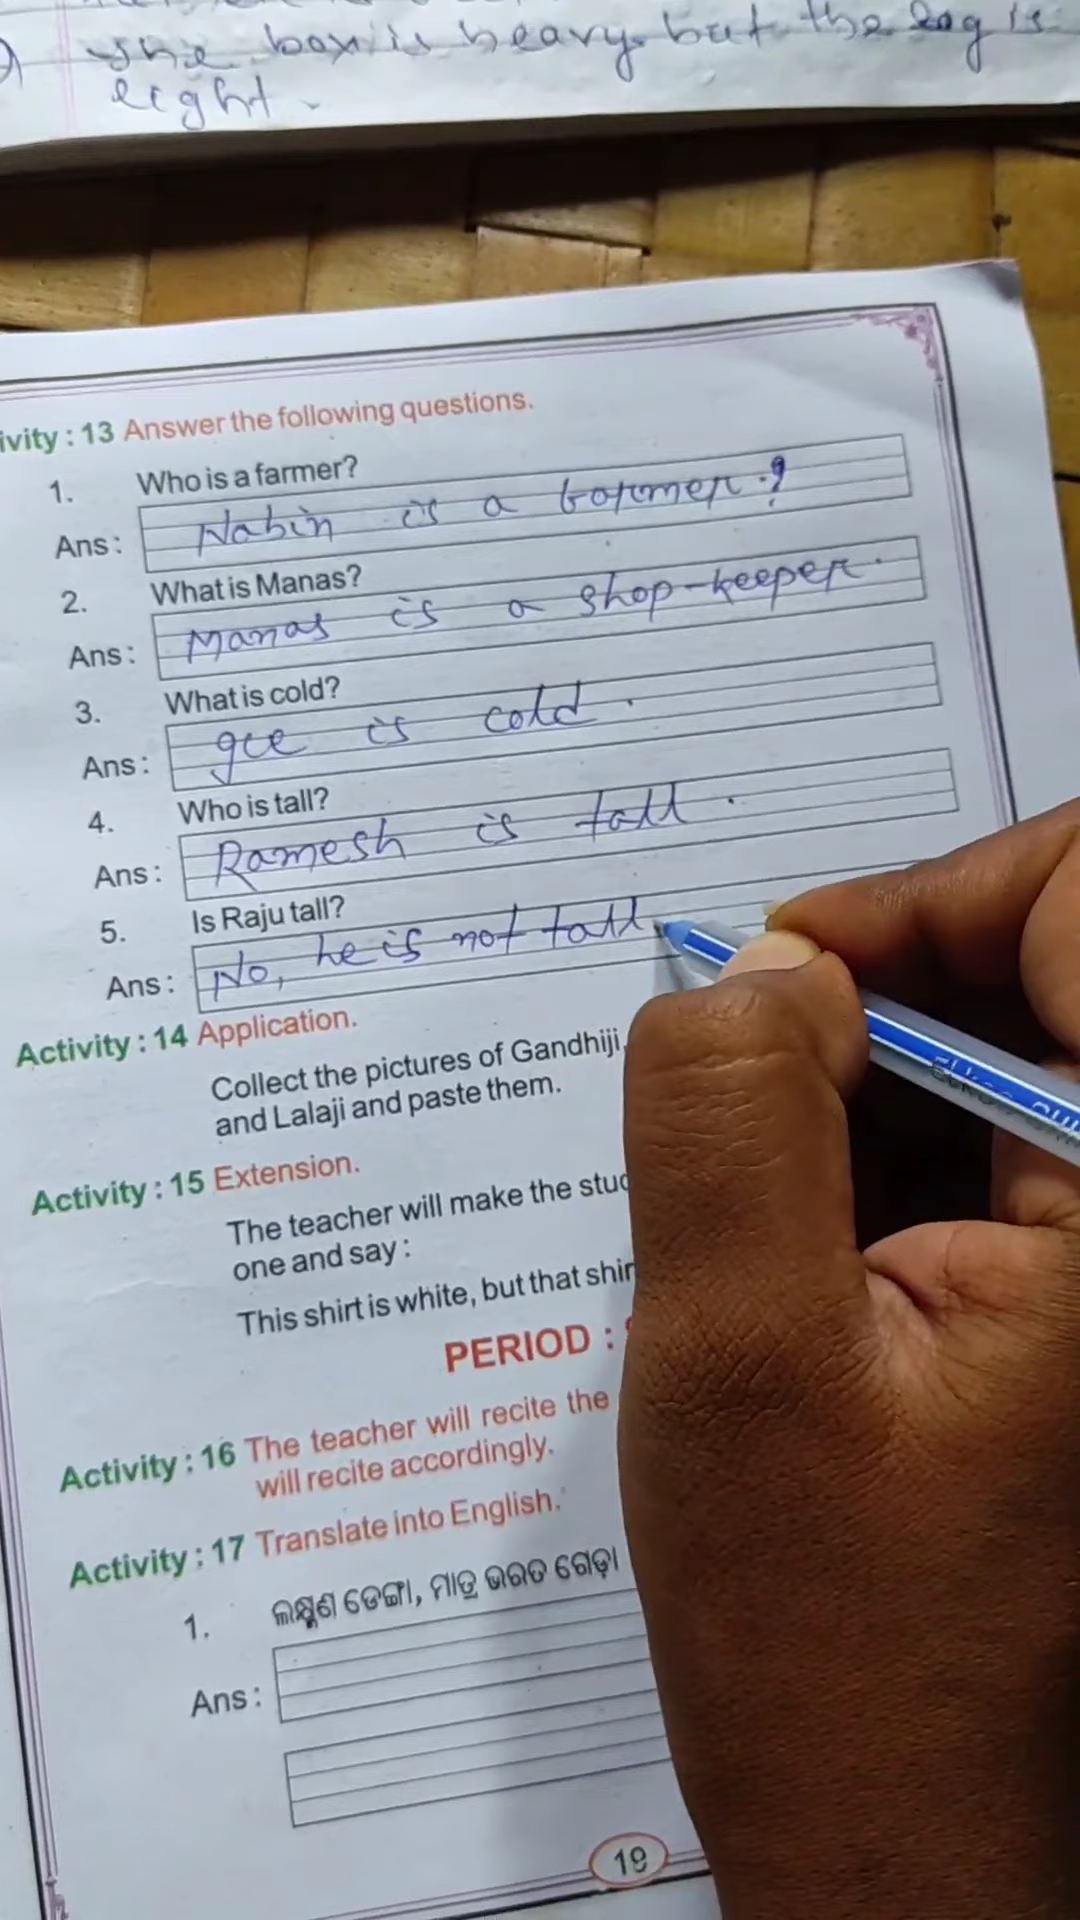 The box is heavy but the bag is
light.
ivity : 13 Answer the following questions.
1. Who is a farmer?
Ans : Nabin is a farmer ?
2. What is Manas?
Ans : Manas is a shop-keeper.
3. What is cold?
Ans : Ice is cold.
4. Who is tall?
Ans : Ramesh is tall.
5. Is Raju tall?
Ans : No, he is not tall
Activity : 14 Application.
Collect the pictures of Gandhiji,
and Lalaji and paste them.
Activity : 15 Extension.
The teacher will make the stud
one and say :
This shirt is white, but that shir
PERIOD :
Activity : 16 The teacher will recite the
will recite accordingly.
Activity : 17 Translate into English.
1. ଲକ୍ଷ୍ମଣ ଡେଙ୍ଗା, ମାତ୍ର ଭରତ ଗେଡ଼ା
Ans :
19